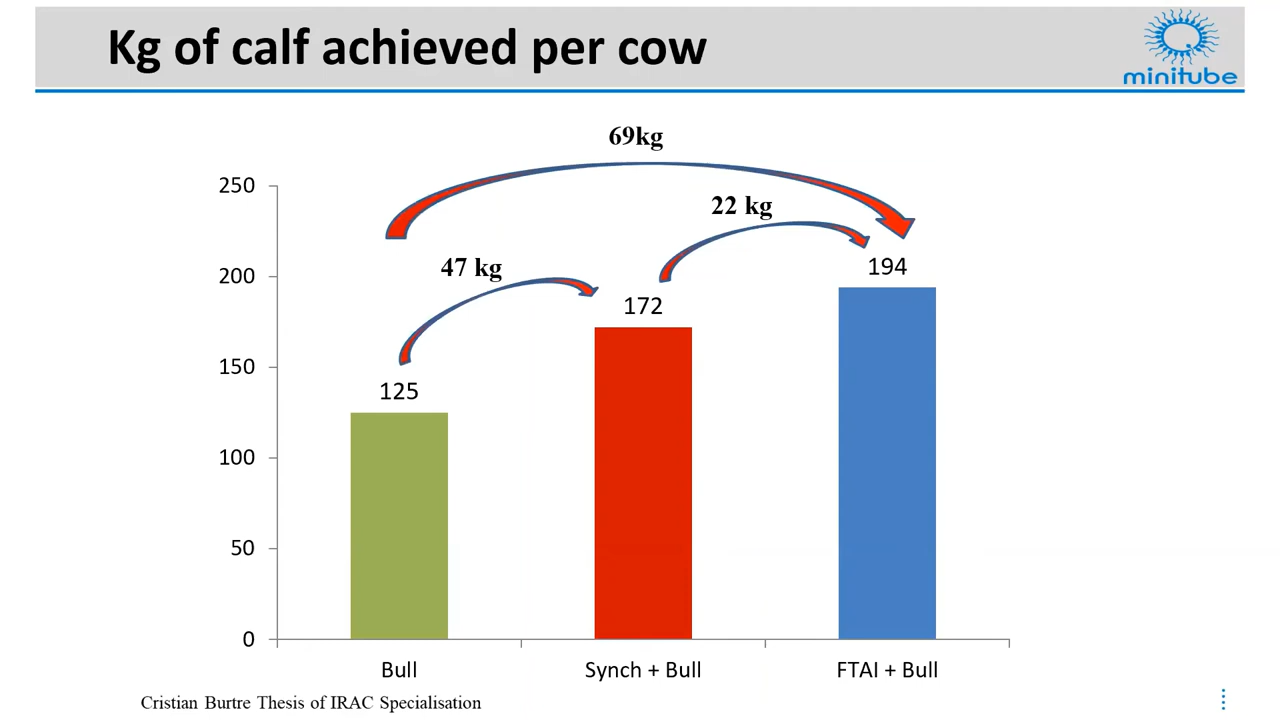 Kg of calf achieved per cow
minitube
69kg
250
22 kg
200
47 kg
194
172
150
125
100
50
0
Bull
Synch + Bull
FTAI + Bull
Cristian Burtre Thesis of IRAC Specialisation